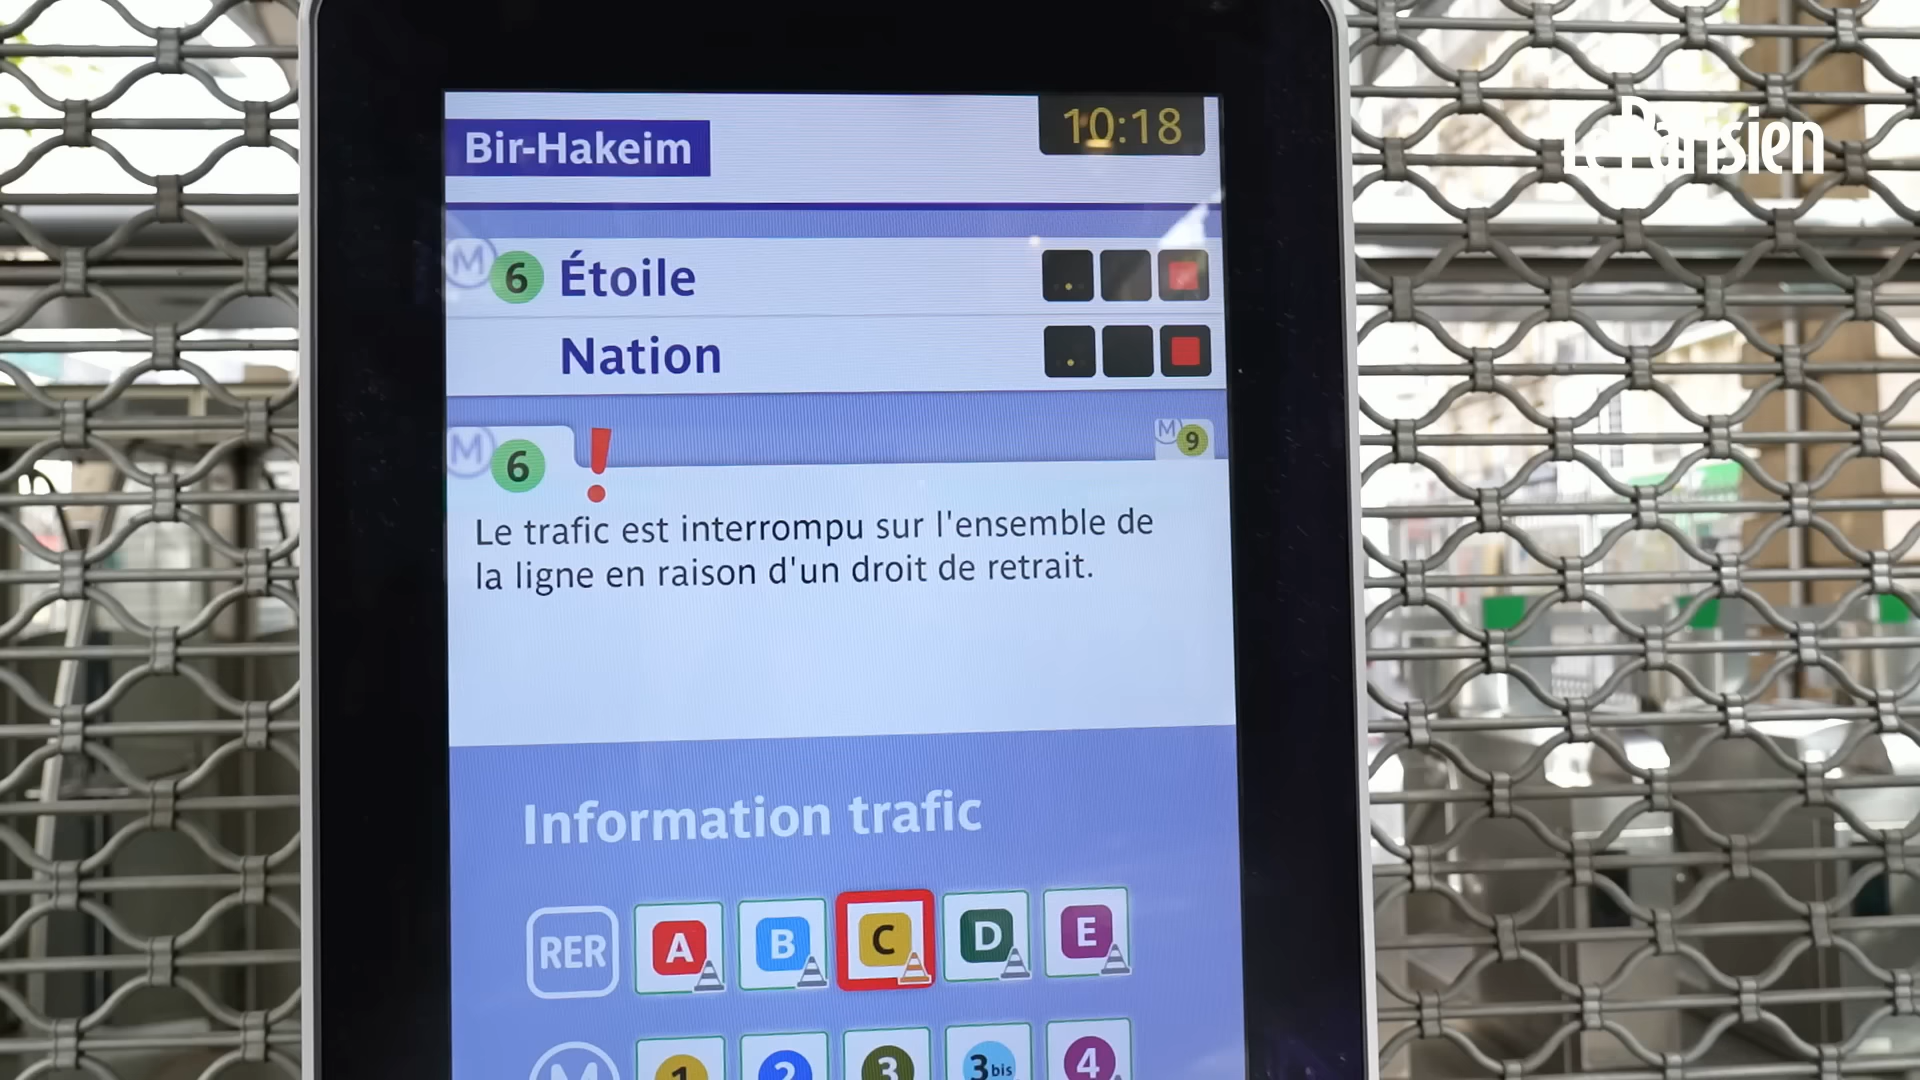 Le Parisien
10:18
Bir-Hakeim
M 6 Étoile
Nation
M 6 ! M 9
Le trafic est interrompu sur l'ensemble de
la ligne en raison d'un droit de retrait.
Information trafic
RER A B C D E
M 1 2 3 3bis 4